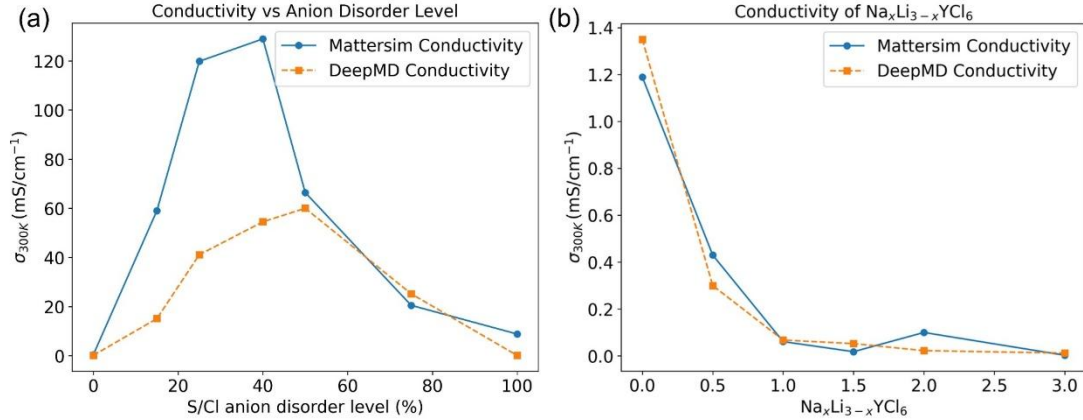 (a)
Conductivity vs Anion Disorder Level
Mattersim Conductivity
DeepMD Conductivity
σ₃₀₀K (mS/cm⁻¹)
120
100
80
60
40
20
0
0 20 40 60 80 100
S/Cl anion disorder level (%)
(b)
Conductivity of NaₓLi₃₋ₓYCl₆
Mattersim Conductivity
DeepMD Conductivity
σ₃₀₀K (mS/cm⁻¹)
1.4
1.2
1.0
0.8
0.6
0.4
0.2
0.0
0.0 0.5 1.0 1.5 2.0 2.5 3.0
NaₓLi₃₋ₓYCl₆